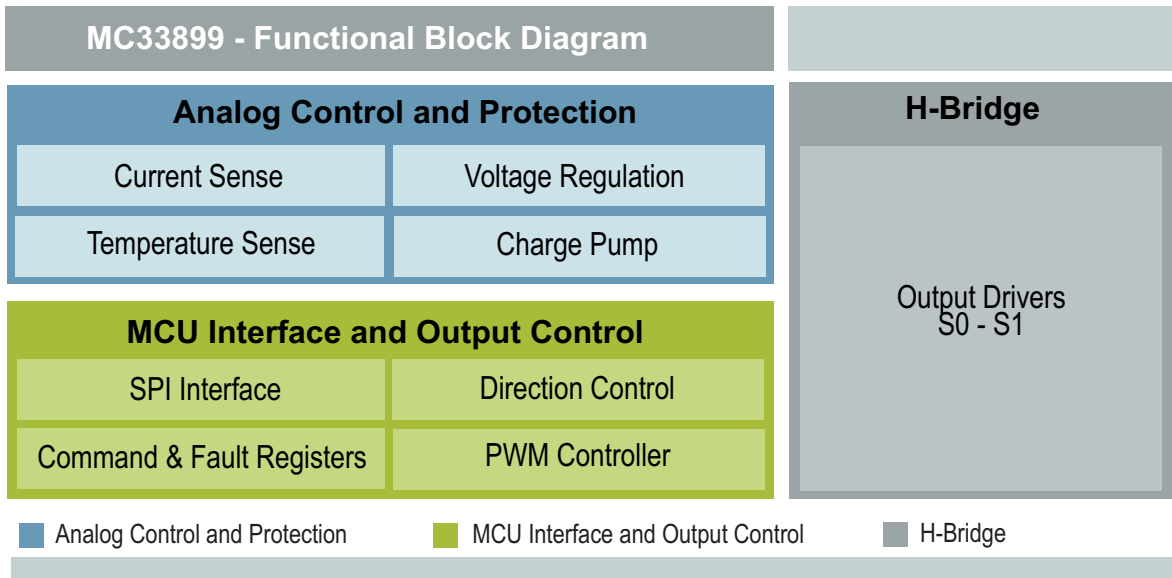 MC33899 - Functional Block Diagram
Analog Control and Protection
Current Sense
Voltage Regulation
Temperature Sense
Charge Pump
MCU Interface and Output Control
SPI Interface
Direction Control
Command & Fault Registers
PWM Controller
H-Bridge
Output Drivers
S0 - S1
Analog Control and Protection
MCU Interface and Output Control
H-Bridge